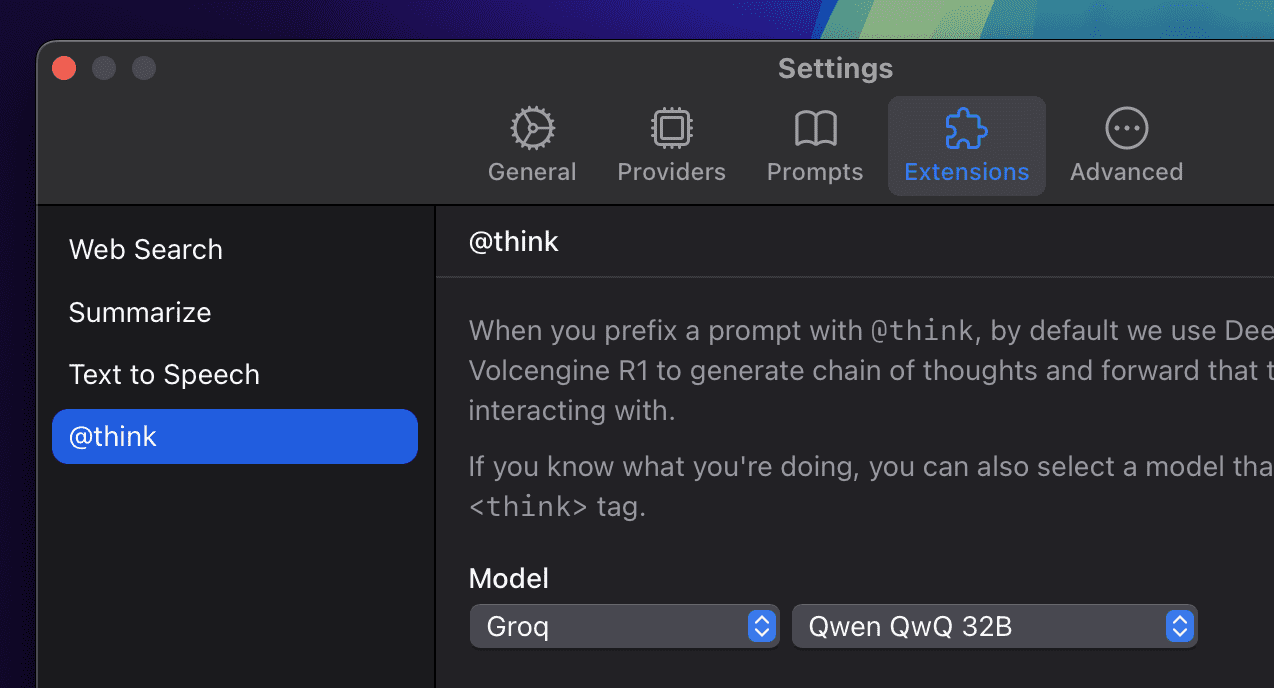 Settings
General
Providers
Prompts
Extensions
Advanced
Web Search
Summarize
Text to Speech
@think
@think
When you prefix a prompt with @think, by default we use Dee
Volcengine R1 to generate chain of thoughts and forward that t
interacting with.
If you know what you're doing, you can also select a model tha
<think> tag.
Model
Groq
Qwen QwQ 32B